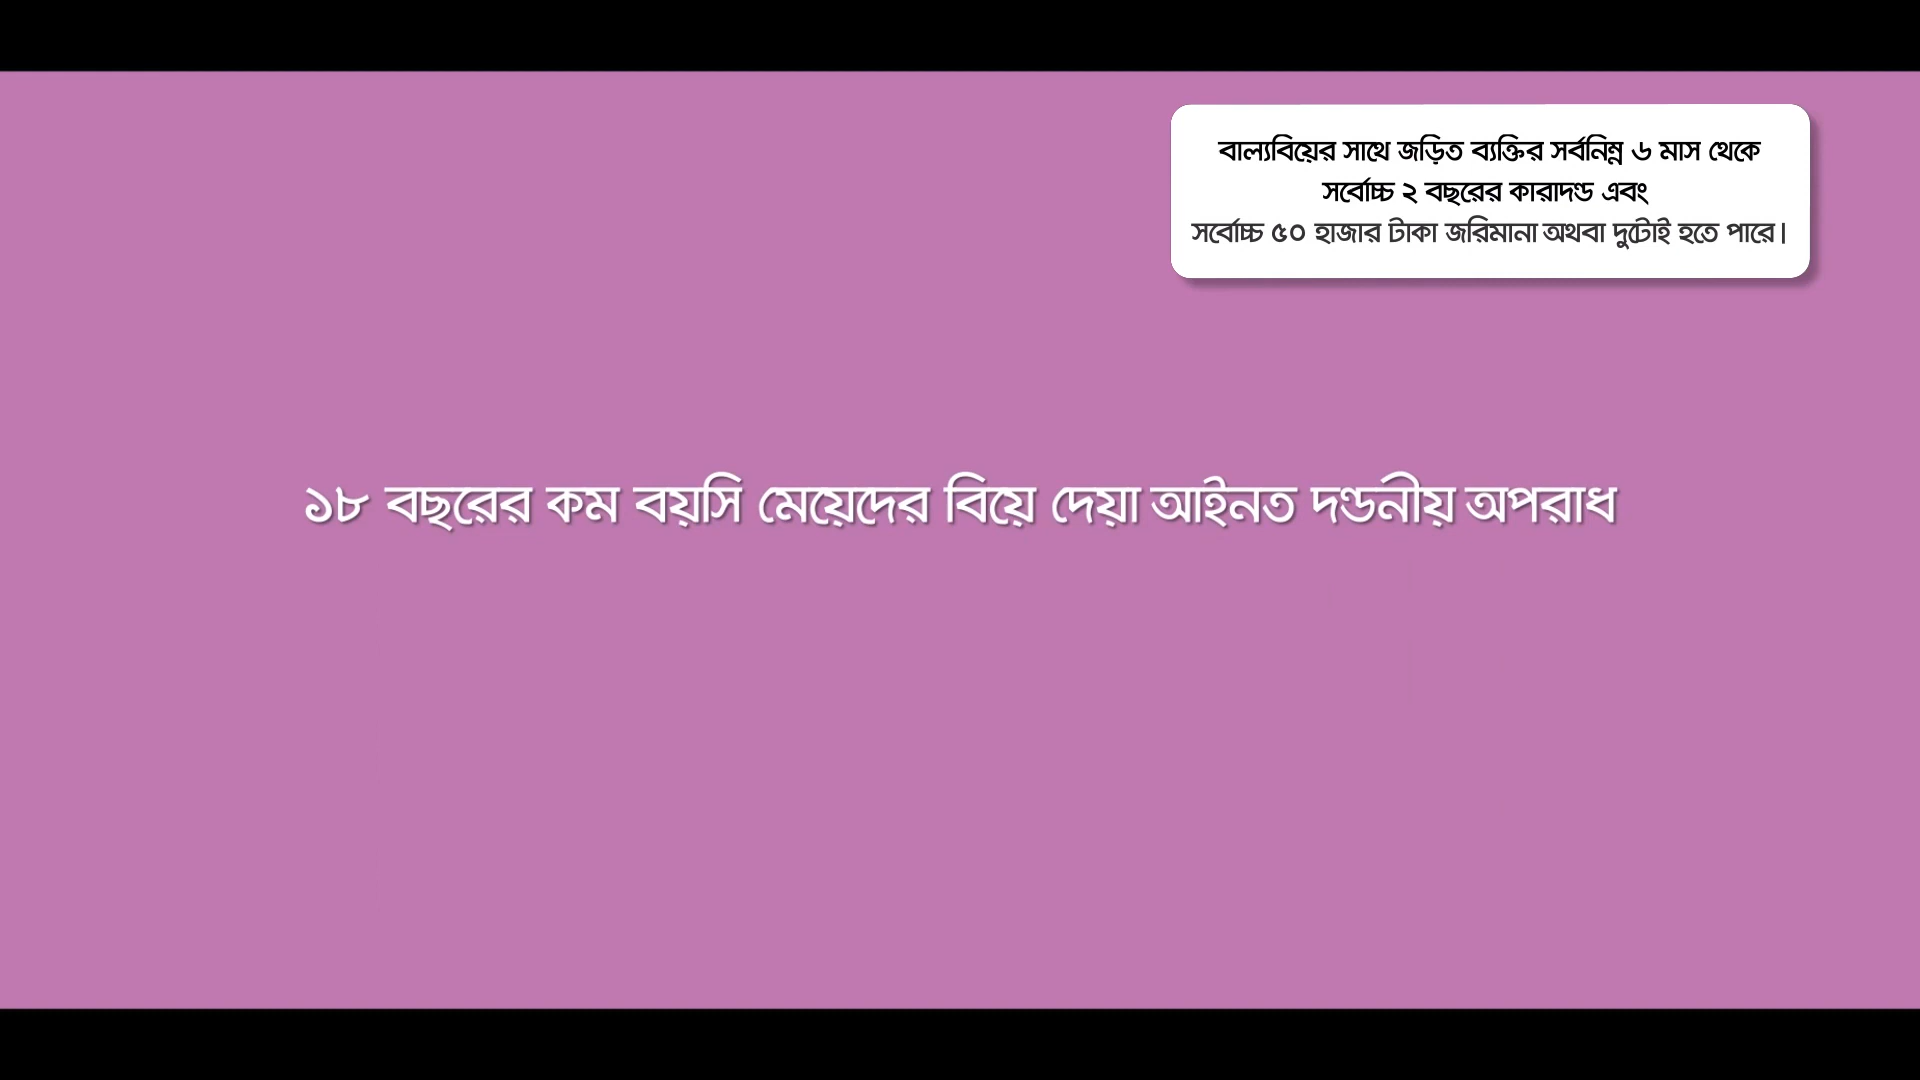 বাল্যবিয়ের সাথে জড়িত ব্যক্তির সর্বনিম্ন ৬ মাস থেকে
সর্বোচ্চ ২ বছরের কারাদন্ড এবং
সর্বোচ্চ ৫০ হাজার টাকা জরিমানা অথবা দুটোই হতে পারে।
১৮ বছরের কম বয়সি মেয়েদের বিয়ে দেয়া আইনত দণ্ডনীয় অপরাধ